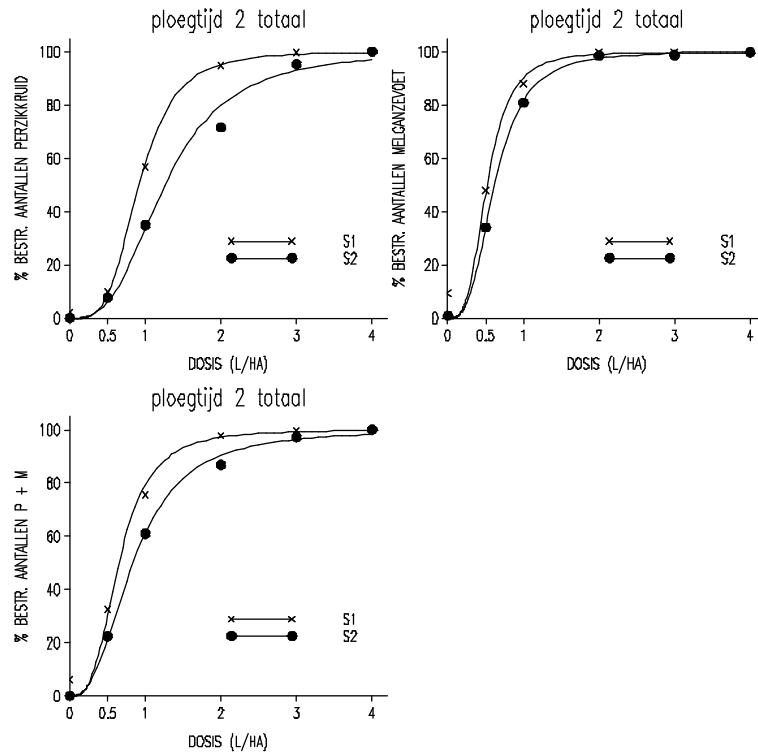 ploegtijd 2 totaal
% BESTR. AANTALLEN PERZIKKRUID
100
80
60
40
20
0
S1
S2
0 0.5 1 2 3 4
DOSIS (L/HA)
ploegtijd 2 totaal
% BESTR. AANTALLEN MELGANZEVOET
100
80
60
40
20
0
S1
S2
0 0.5 1 2 3 4
DOSIS (L/HA)
ploegtijd 2 totaal
% BESTR. AANTALLEN P + M
100
80
60
40
20
0
S1
S2
0 0.5 1 2 3 4
DOSIS (L/HA)